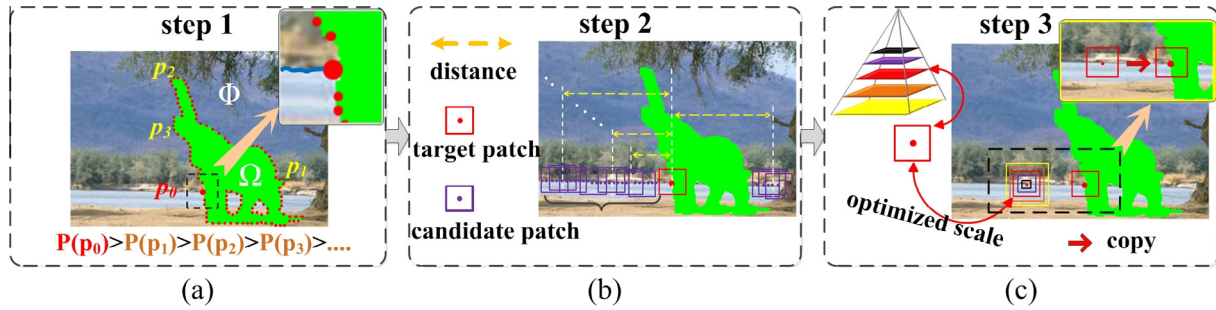 step 1
p₂
Φ
p₃
Ω
p₁
p₀
P(p₀)>P(p₁)>P(p₂)>P(p₃)>....
(a)
step 2
distance
target patch
candidate patch
(b)
step 3
optimized scale
copy
(c)